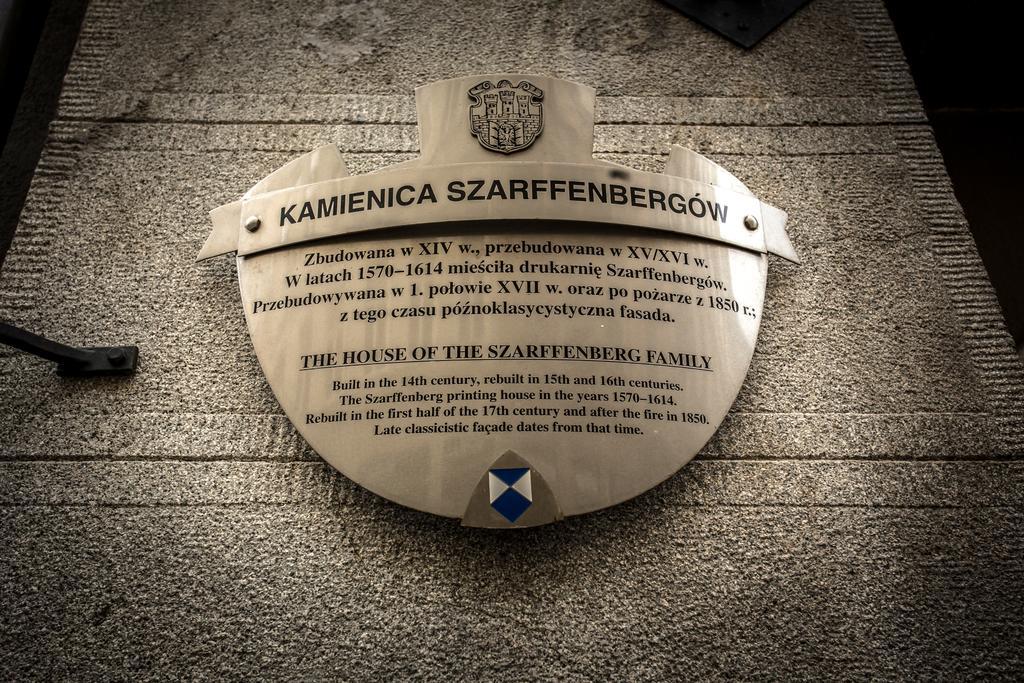 KAMIENICA SZARFFENBERGÓW
Zbudowana w XIV w., przebudowana w XV/XVI w.
W latach 1570–1614 mieściła drukarnię Szarffenbergów.
Przebudowywana w 1. połowie XVII w. oraz po pożarze z 1850 r.;
z tego czasu późnoklasycystyczna fasada.
THE HOUSE OF THE SZARFFENBERG FAMILY
Built in the 14th century, rebuilt in 15th and 16th centuries.
The Szarffenberg printing house in the years 1570–1614.
Rebuilt in the first half of the 17th century and after the fire in 1850.
Late classicistic façade dates from that time.